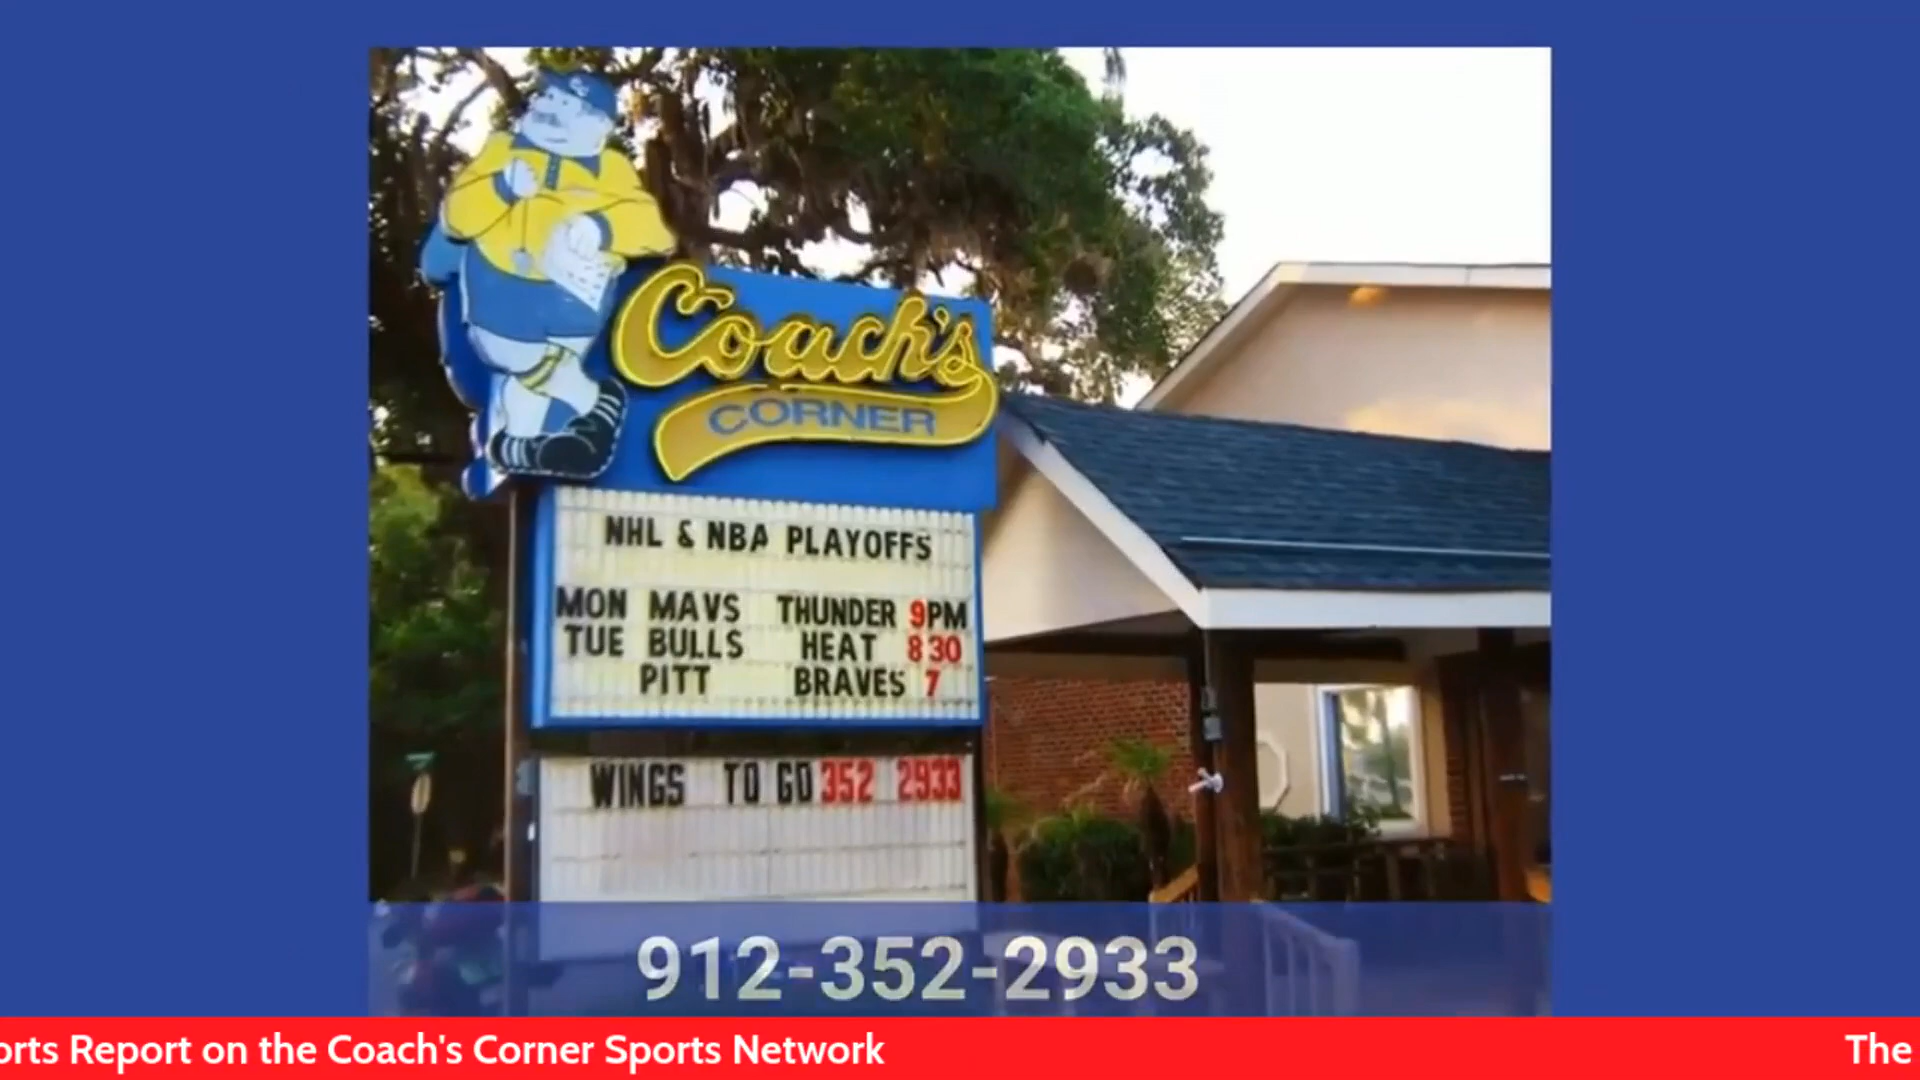 Coach's
CORNER
NHL & NBA PLAYOFFS
MON MAVS THUNDER 9PM
TUE BULLS HEAT 8 30
PITT BRAVES 7
WINGS TO GO 352 2933
912-352-2933
orts Report on the Coach's Corner Sports Network The